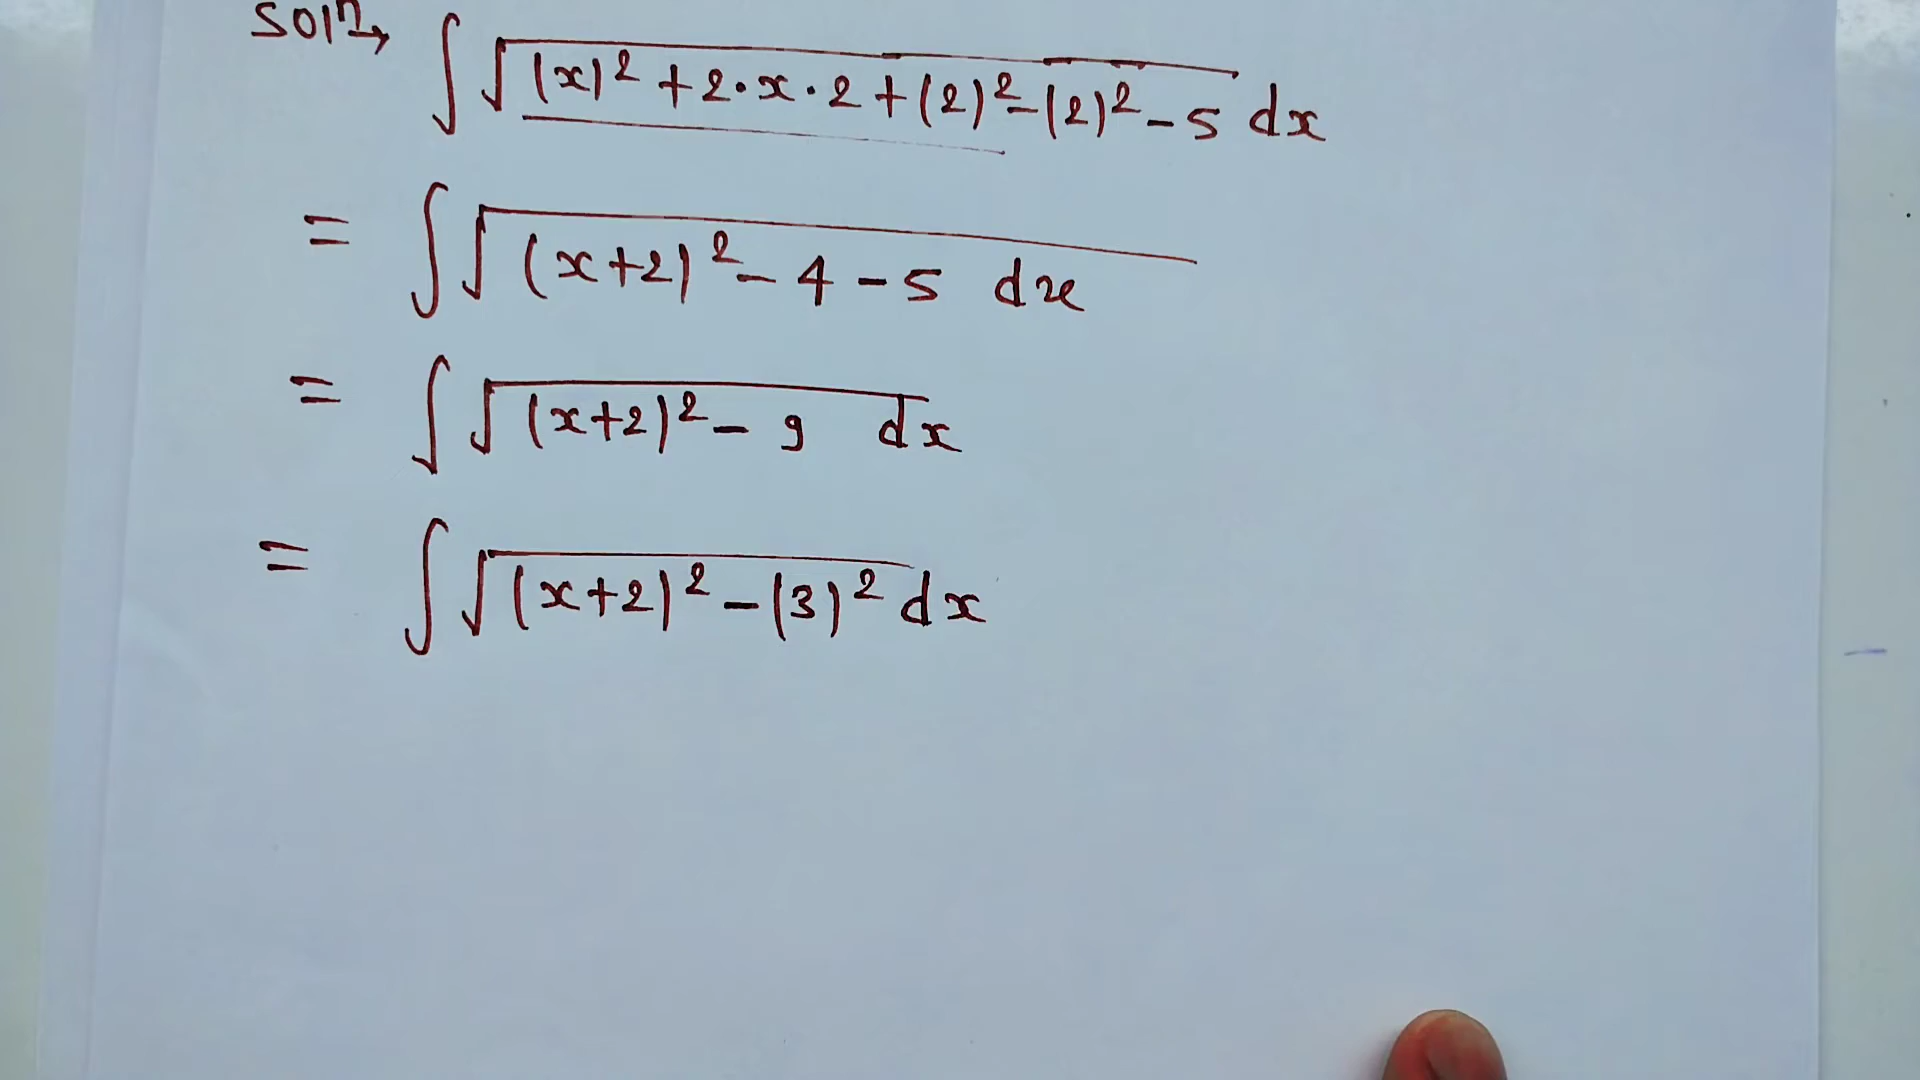 Soln→ ∫√(x)² + 2·x·2 + (2)² - (2)² - 5 dx
= ∫√(x+2)² - 4 - 5 dx
= ∫√(x+2)² - 9 dx
= ∫√(x+2)² - (3)² dx